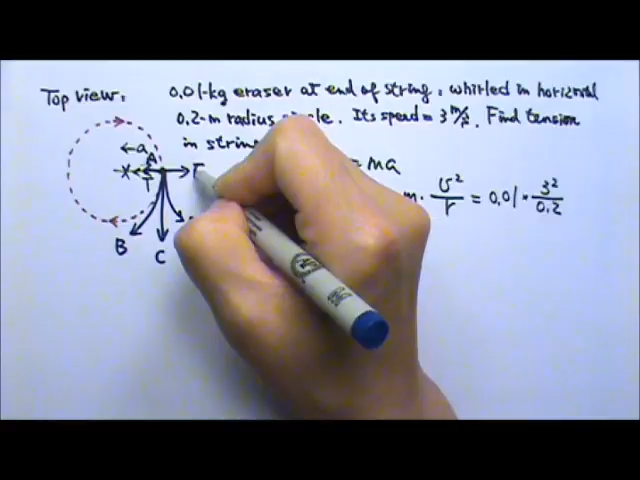 Top view: 0.01-kg eraser at end of string, whirled in horizontal
0.2-m radius circle. Its speed = 3 m/s. Find tension
in string
← a
A
= ma
X
T
m · v²/r = 0.01 * 3²/0.2
B
C